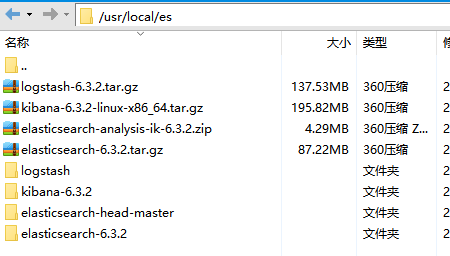 /usr/local/es
名称 大小 类型
..
logstash-6.3.2.tar.gz 137.53MB 360压缩 2
kibana-6.3.2-linux-x86_64.tar.gz 195.82MB 360压缩 2
elasticsearch-analysis-ik-6.3.2.zip 4.29MB 360压缩 Z... 2
elasticsearch-6.3.2.tar.gz 87.22MB 360压缩 2
logstash 文件夹 2
kibana-6.3.2 文件夹 2
elasticsearch-head-master 文件夹 2
elasticsearch-6.3.2 文件夹 2